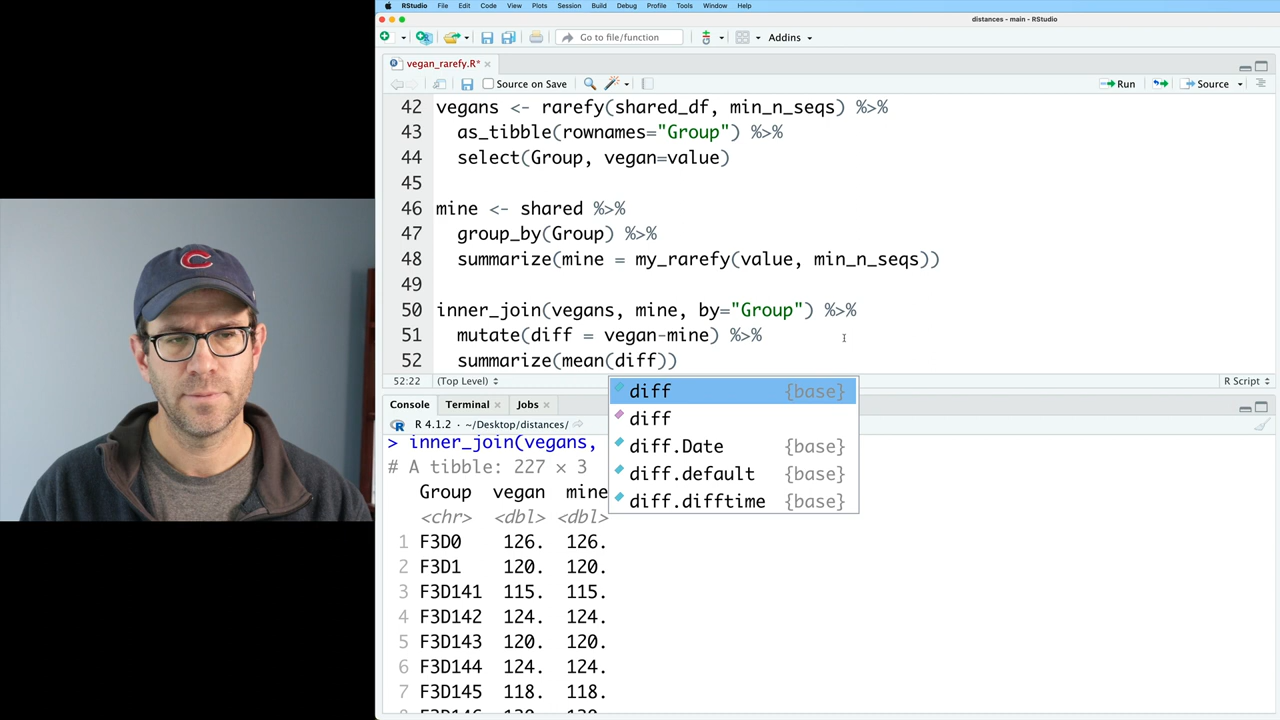 RStudio File Edit Code View Plots Session Build Debug Profile Tools Window Help
distances - main - RStudio
Go to file/function Addins
vegan_rarefy.R*
Source on Save Run Source
42 vegans <- rarefy(shared_df, min_n_seqs) %>%
43 as_tibble(rownames="Group") %>%
44 select(Group, vegan=value)
45
46 mine <- shared %>%
47 group_by(Group) %>%
48 summarize(mine = my_rarefy(value, min_n_seqs))
49
50 inner_join(vegans, mine, by="Group") %>%
51 mutate(diff = vegan-mine) %>%
52 summarize(mean(diff))
52:22 (Top Level) R Script
diff {base}
diff
diff.Date {base}
diff.default {base}
diff.difftime {base}
Console Terminal Jobs
R 4.1.2 · ~/Desktop/distances/
> inner_join(vegans,
# A tibble: 227 × 3
Group vegan mine
<chr> <dbl> <dbl>
1 F3D0 126. 126.
2 F3D1 120. 120.
3 F3D141 115. 115.
4 F3D142 124. 124.
5 F3D143 120. 120.
6 F3D144 124. 124.
7 F3D145 118. 118.
C